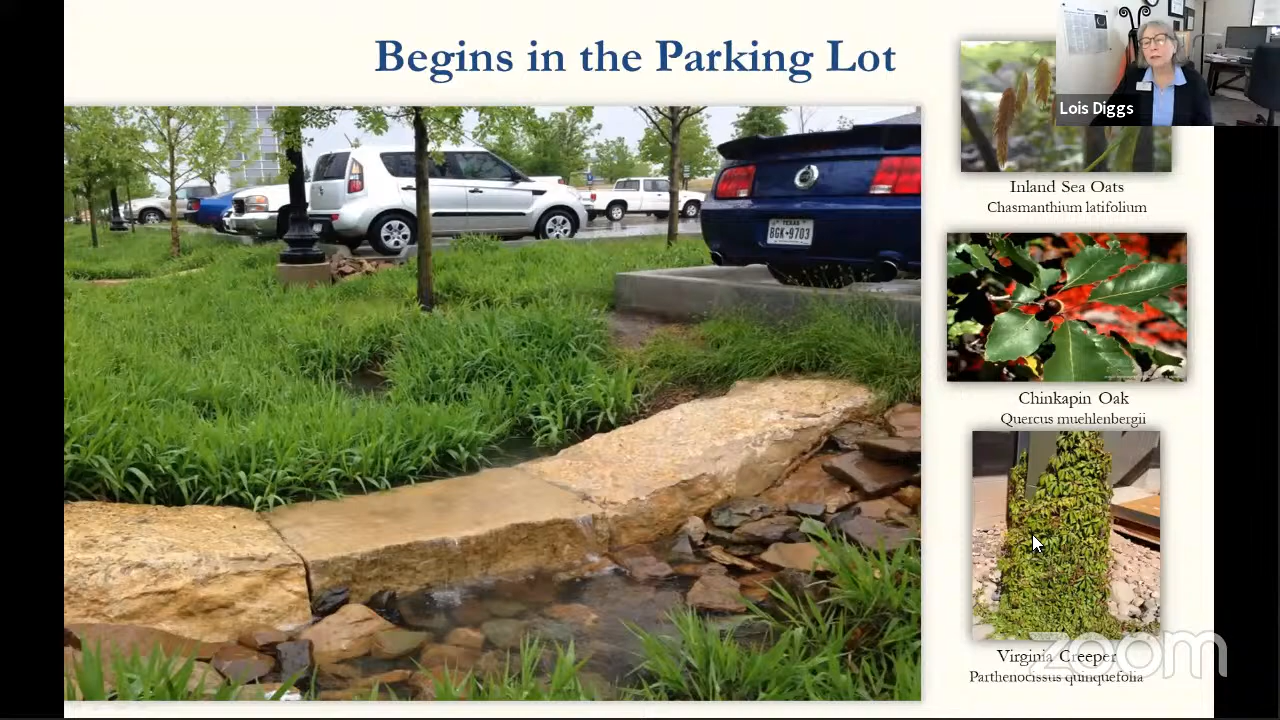 Begins in the Parking Lot
Lois Diggs
Inland Sea Oats
Chasmanthium latifolium
TEXAS
BGK-9703
Chinkapin Oak
Quercus muehlenbergii
Virginia Creeper
Parthenocissus quinquefolia
zoom